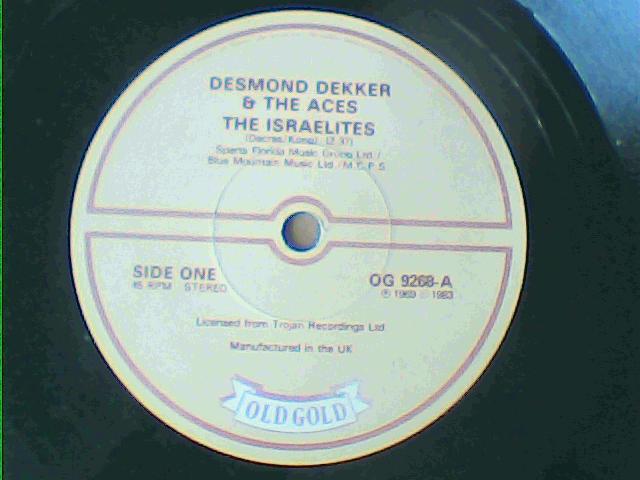 DESMOND DEKKER
& THE ACES
THE ISRAELITES
(Dacres/Kong) (2.37)
Sparta Florida Music Group Ltd./
Blue Mountain Music Ltd./M.C.P.S
SIDE ONE
45 RPM STEREO
OG 9268-A
℗ 1969 © 1983
Licensed from Trojan Recordings Ltd
Manufactured in the UK
OLD GOLD